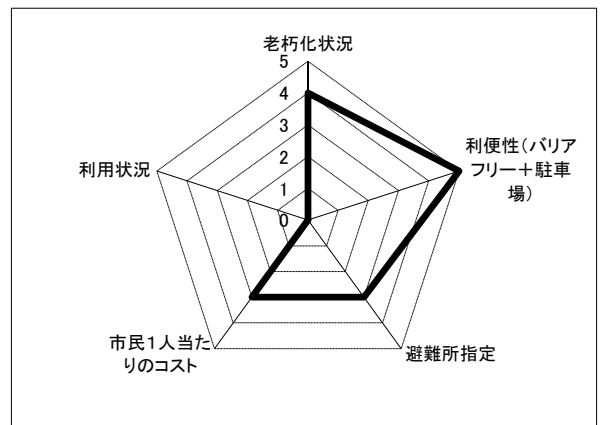 老朽化状況
5
4
3
2
1
0
利便性(バリア
フリー+駐車
場)
利用状況
市民1人当た
りのコスト
避難所指定